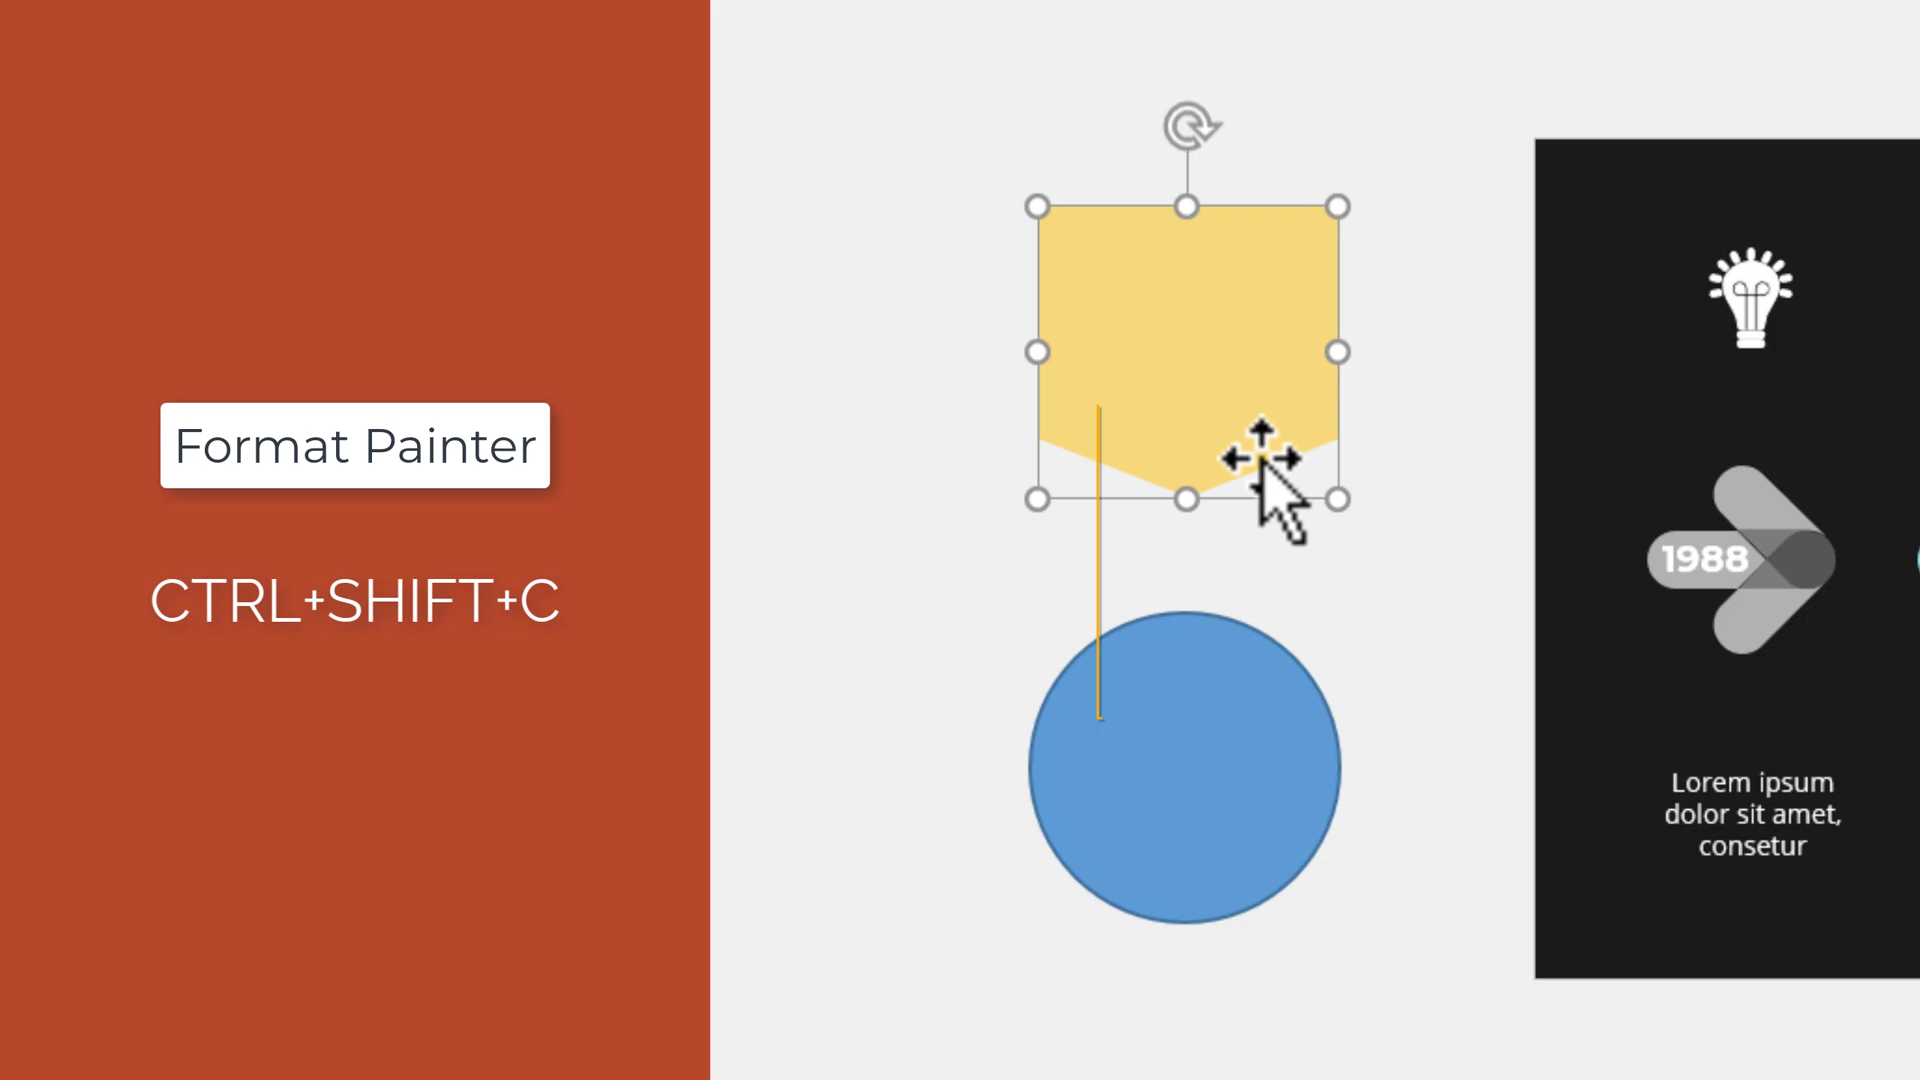 Format Painter
CTRL+SHIFT+C
1988
Lorem ipsum
dolor sit amet,
consetur